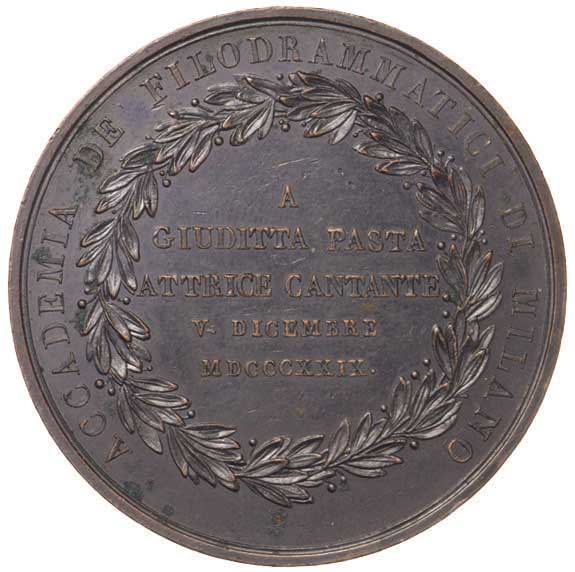 ACCADEMIA DE' FILODRAMMATICI DI MILANO
A
GIUDITTA PASTA
ATTRICE CANTANTE
V. DICEMBRE
MDCCCXXIX.